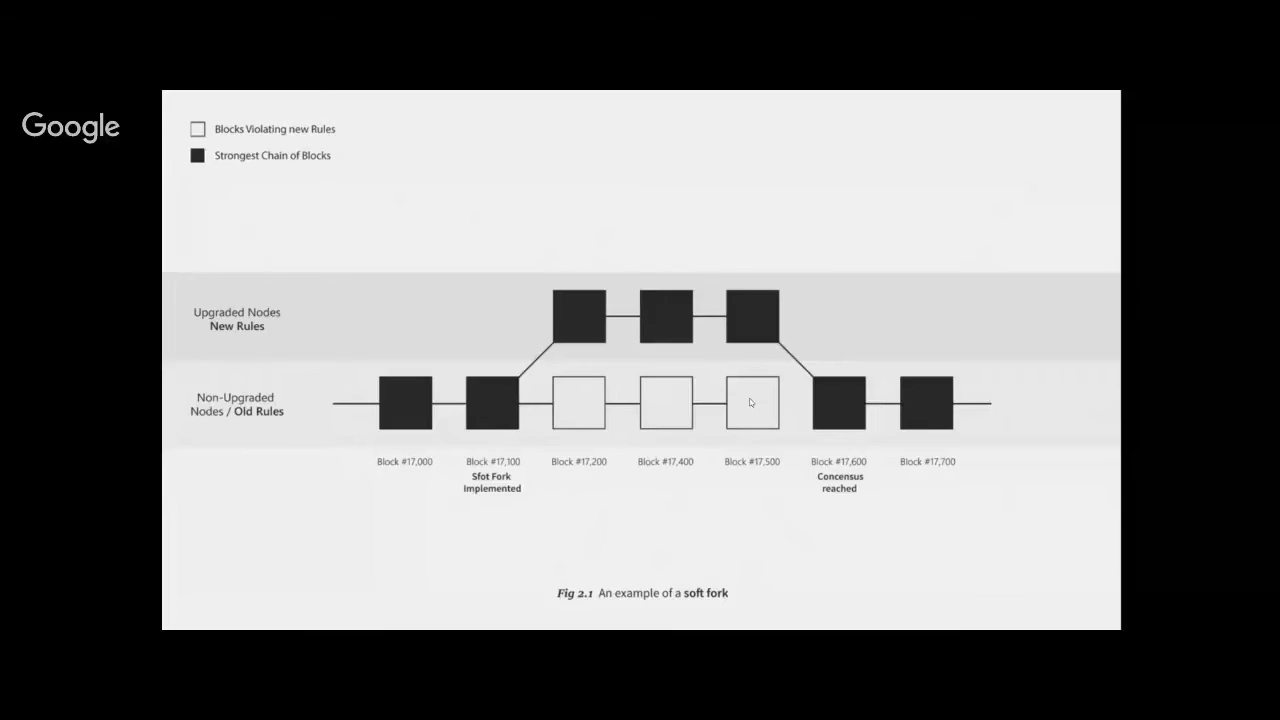 Google
Blocks Violating new Rules
Strongest Chain of Blocks
Upgraded Nodes
New Rules
Non-Upgraded
Nodes / Old Rules
Block #17,000
Block #17,100
Block #17,200
Block #17,400
Block #17,500
Block #17,600
Block #17,700
Sfot Fork
Implemented
Concensus
reached
Fig 2.1 An example of a soft fork